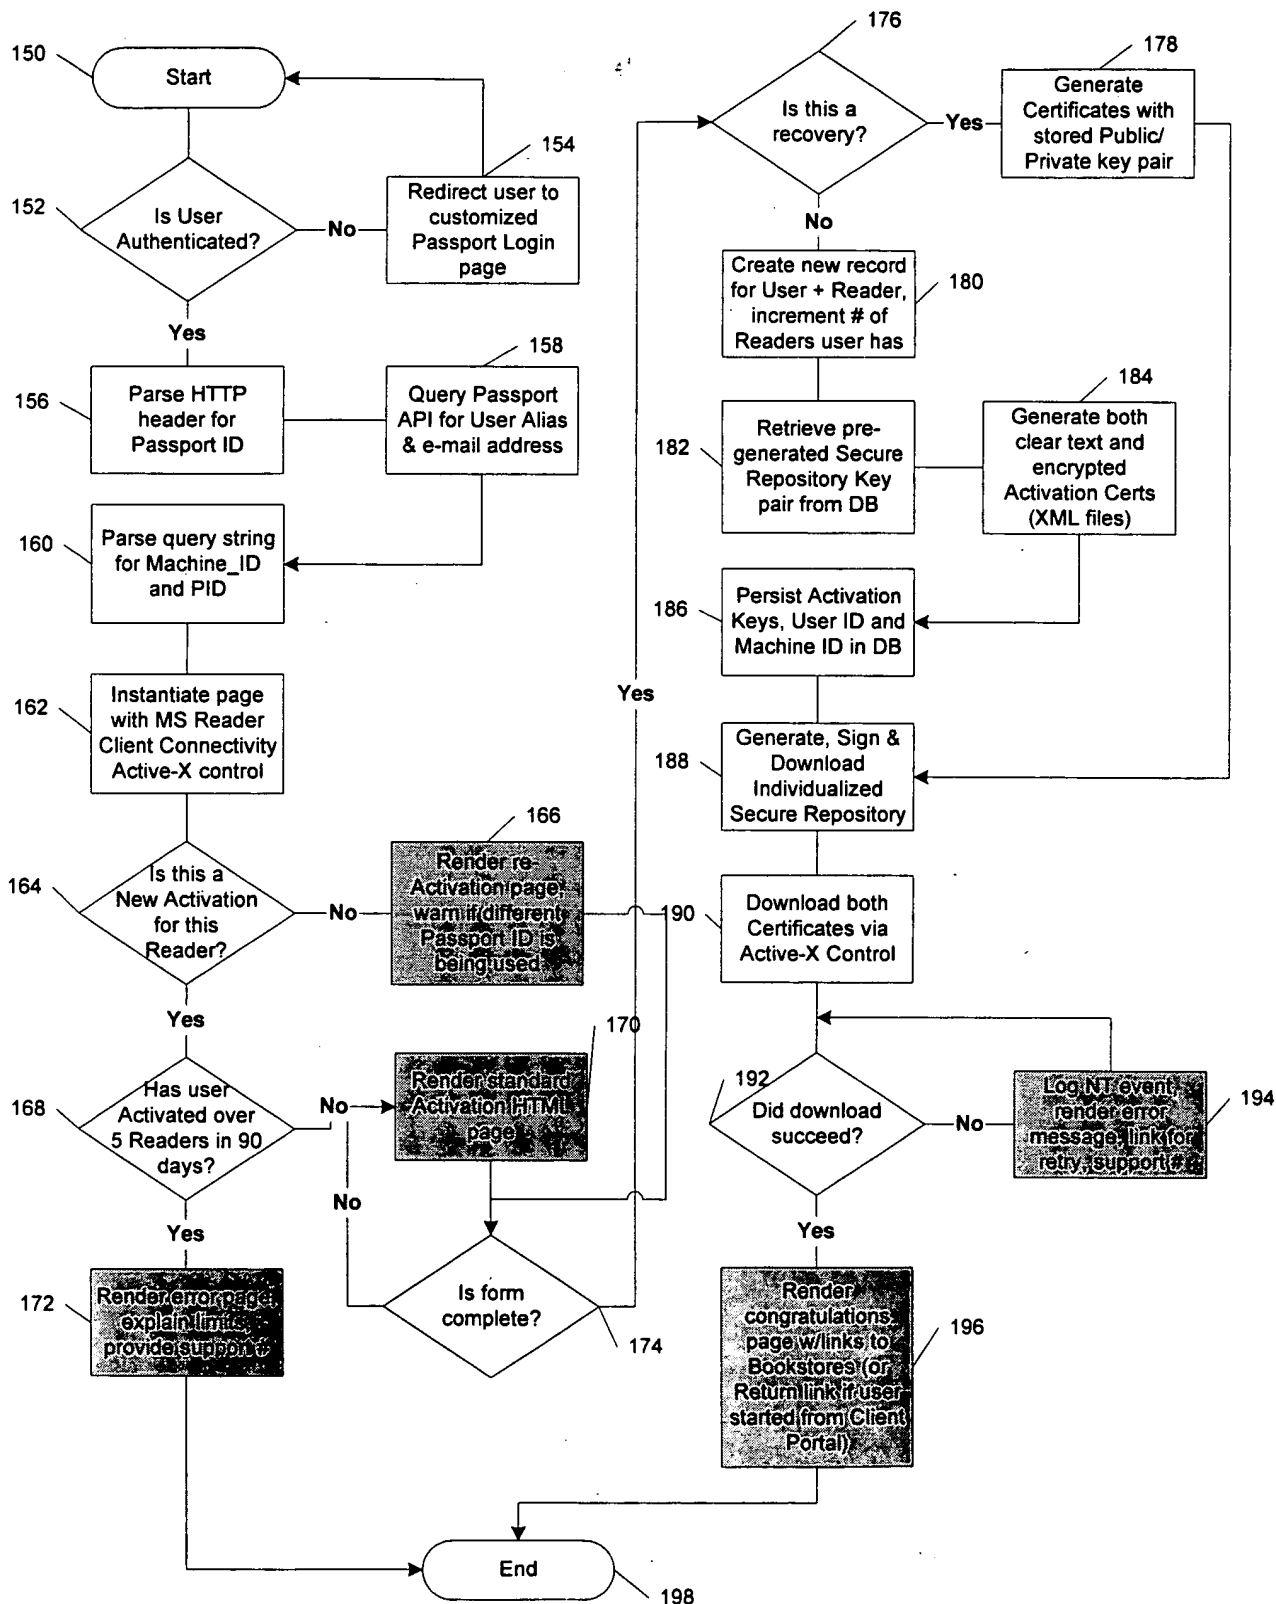 150
Start
152
Is User
Authenticated?
No
154
Redirect user to
customized
Passport Login
page
Yes
156
Parse HTTP
header for
Passport ID
158
Query Passport
API for User Alias
& e-mail address
160
Parse query string
for Machine_ID
and PID
162
Instantiate page
with MS Reader
Client Connectivity
Active-X control
164
Is this a
New Activation
for this
Reader?
No
166
Render re-
Activation page,
warn if different
Passport ID is
being used
Yes
168
Has user
Activated over
5 Readers in 90
days?
No
170
Render standard
Activation HTML
page
No
Yes
172
Render error page,
explain limits,
provide support #
Is form
complete?
174
Yes
176
Is this a
recovery?
Yes
178
Generate
Certificates with
stored Public/
Private key pair
No
Create new record
for User + Reader,
increment # of
Readers user has
180
182
Retrieve pre-
generated Secure
Repository Key
pair from DB
184
Generate both
clear text and
encrypted
Activation Certs
(XML files)
186
Persist Activation
Keys, User ID and
Machine ID in DB
188
Generate, Sign &
Download
Individualized
Secure Repository
190
Download both
Certificates via
Active-X Control
192
Did download
succeed?
No
Log NT event
render error
message, link for
retry, support #
194
Yes
Render
congratulations
page w/links to
Bookstores (or
Return link if user
started from Client
Portal)
196
End
198